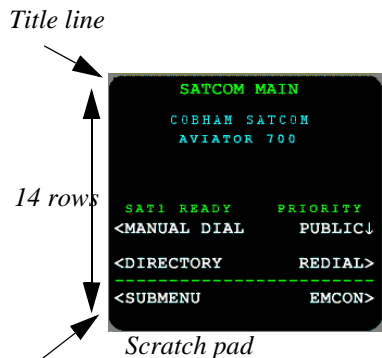 Title line
SATCOM MAIN
COBHAM SATCOM
AVIATOR 700
14 rows
SAT1 READY PRIORITY
<MANUAL DIAL PUBLIC↓
<DIRECTORY REDIAL>
<SUBMENU EMCON>
Scratch pad